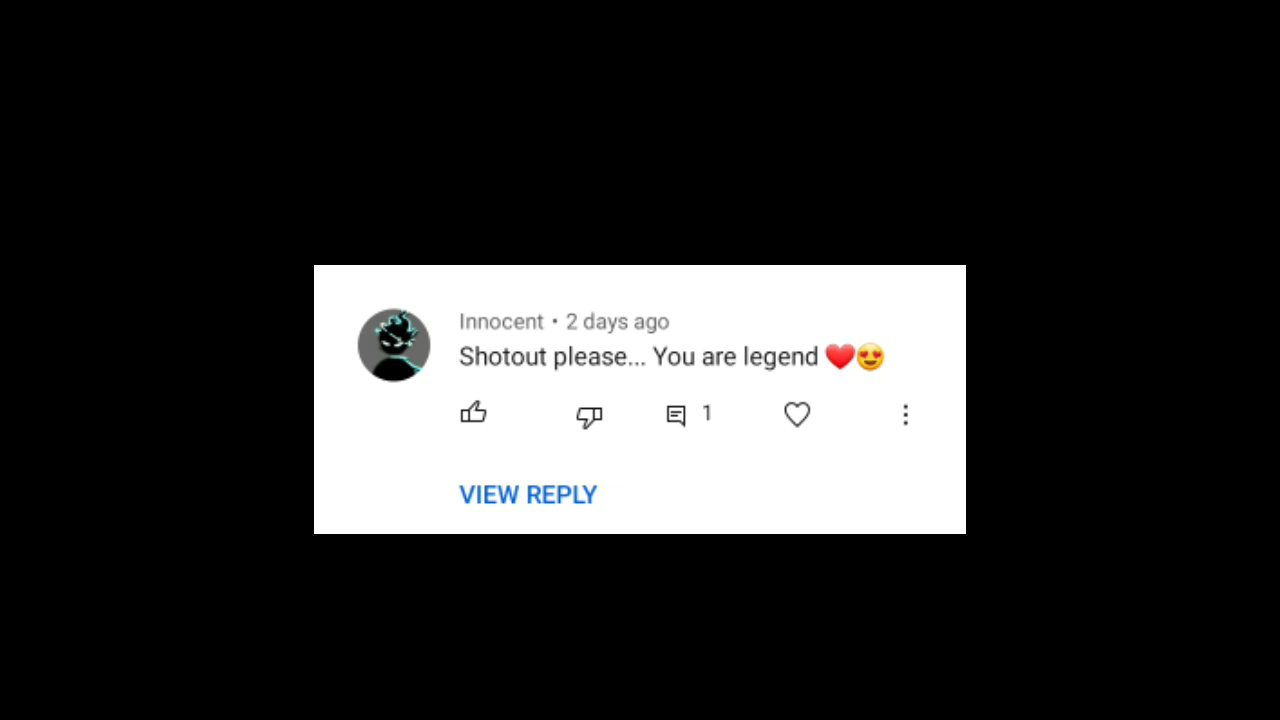 Innocent • 2 days ago
Shotout please... You are legend ❤️😍
1
VIEW REPLY